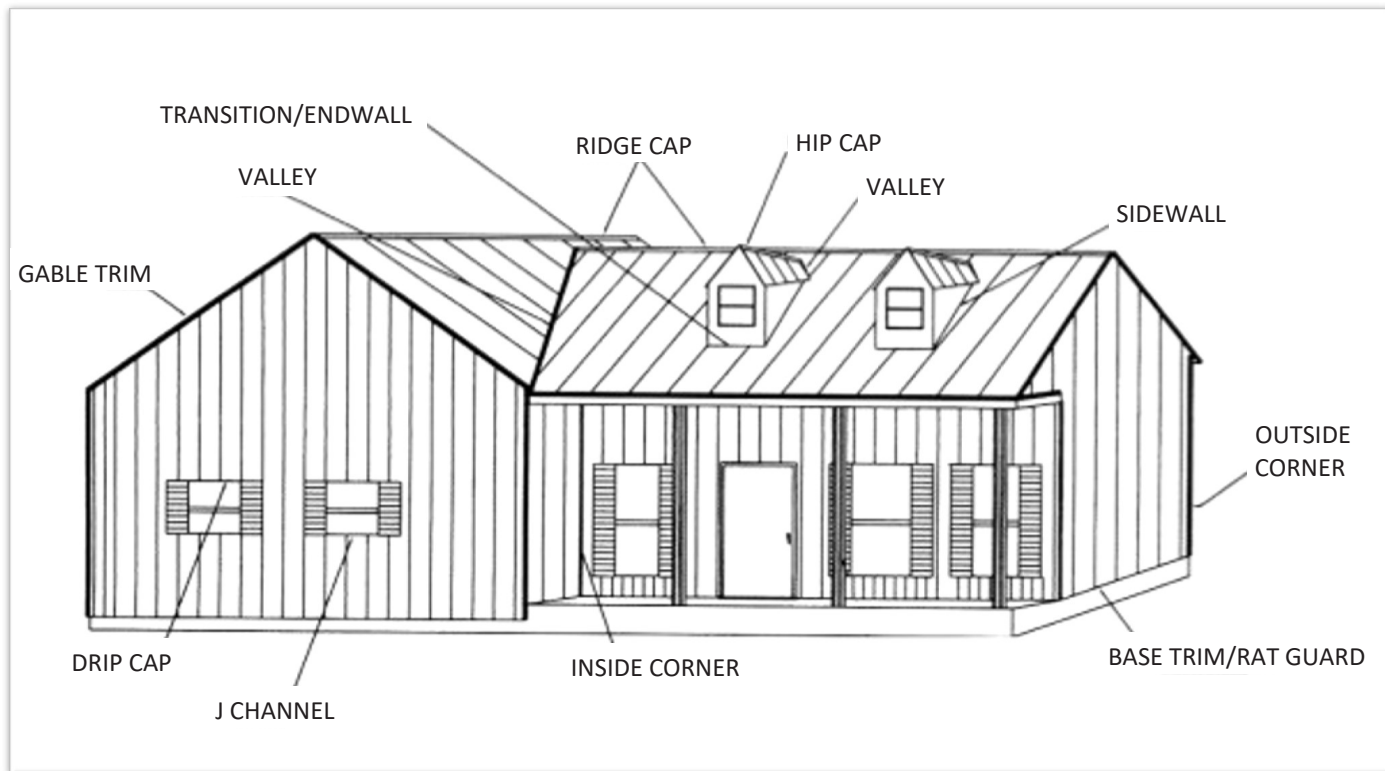 TRANSITION/ENDWALL
RIDGE CAP
HIP CAP
VALLEY
VALLEY
SIDEWALL
GABLE TRIM
OUTSIDE
CORNER
DRIP CAP
INSIDE CORNER
BASE TRIM/RAT GUARD
J CHANNEL